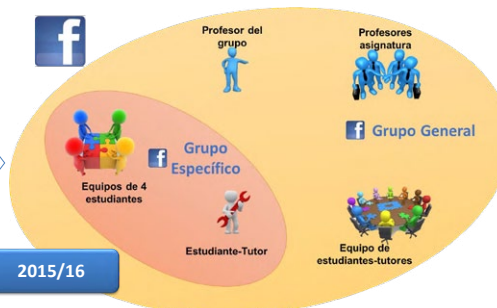 f
Profesor del
grupo
Profesores
asignatura
f Grupo General
f Grupo
Específico
Equipos de 4
estudiantes
Estudiante-Tutor
Equipo de
estudiantes-tutores
2015/16